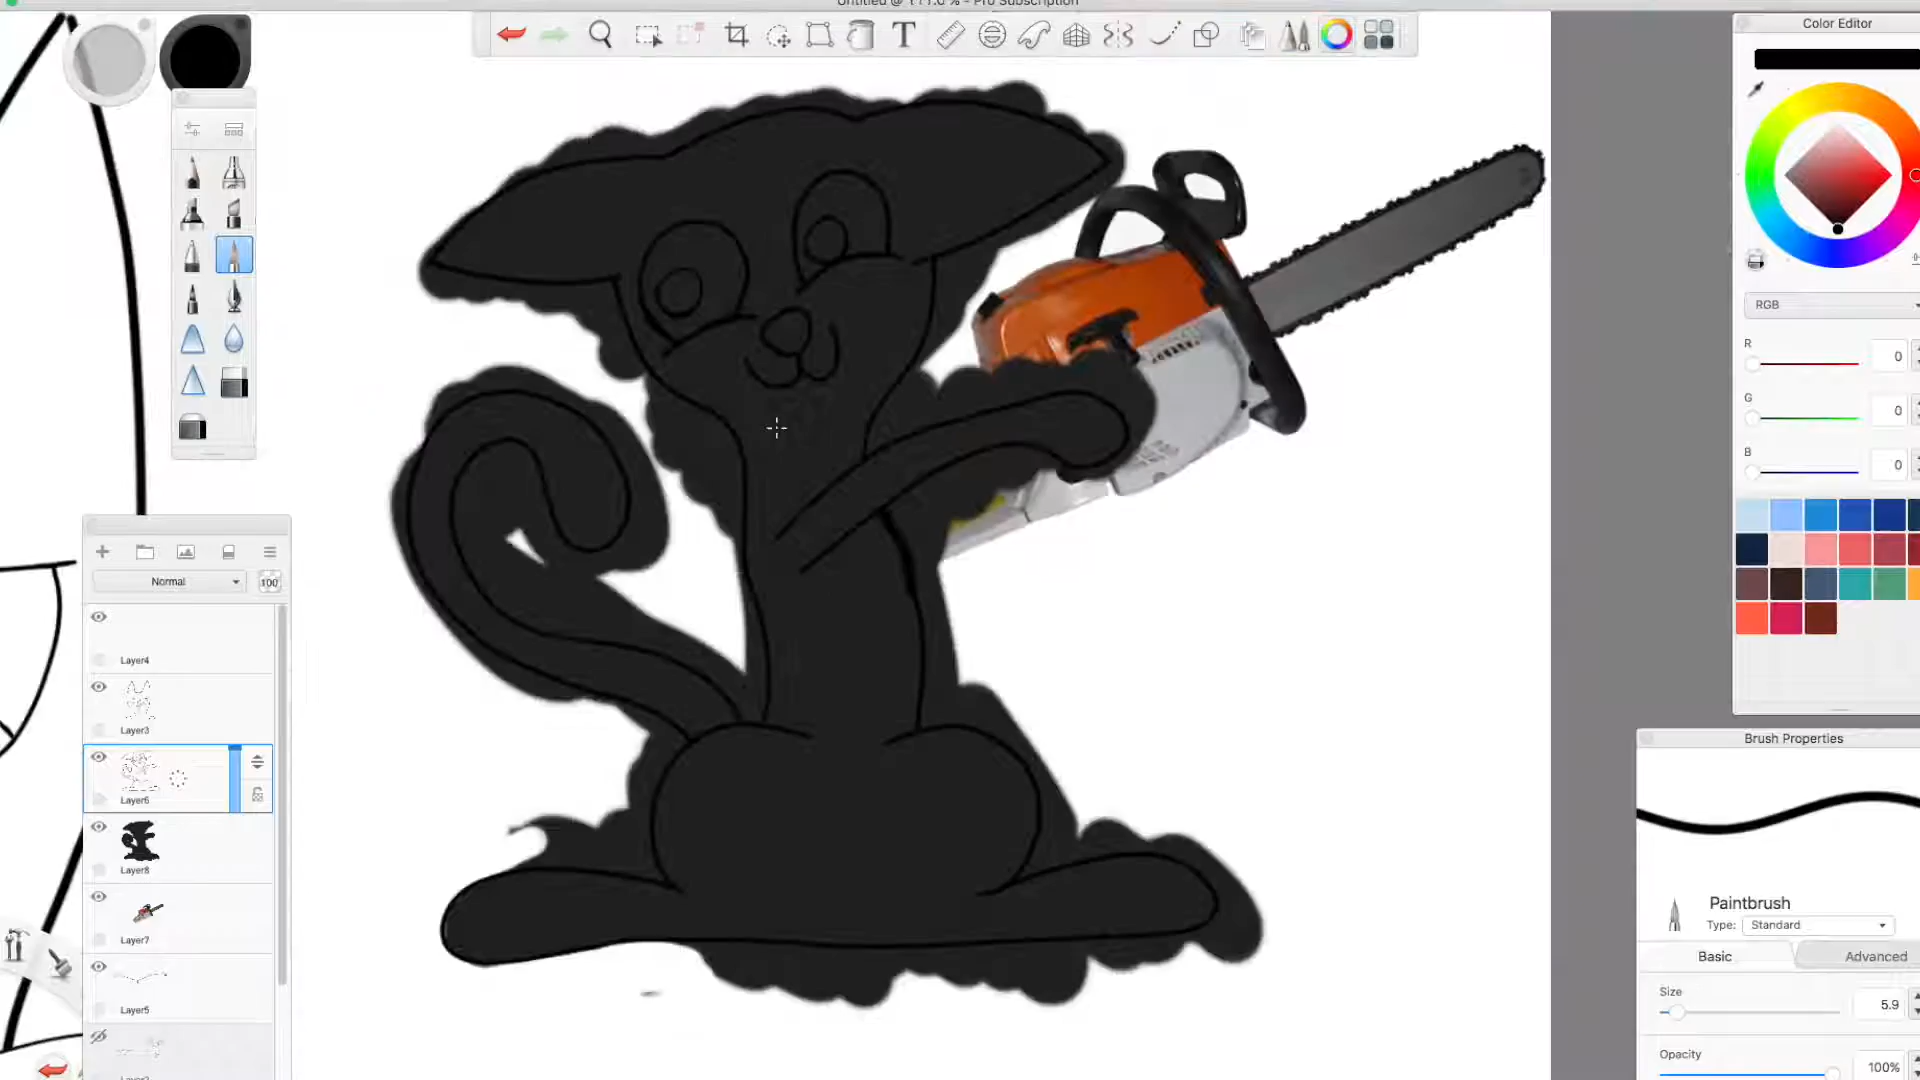 Color Editor
RGB
R
0
G
0
B
0
Normal
100
Layer4
Layer3
Layer6
Layer8
Layer7
Layer5
Brush Properties
Paintbrush
Type: Standard
Basic
Advanced
Size
5.9
Opacity
100%